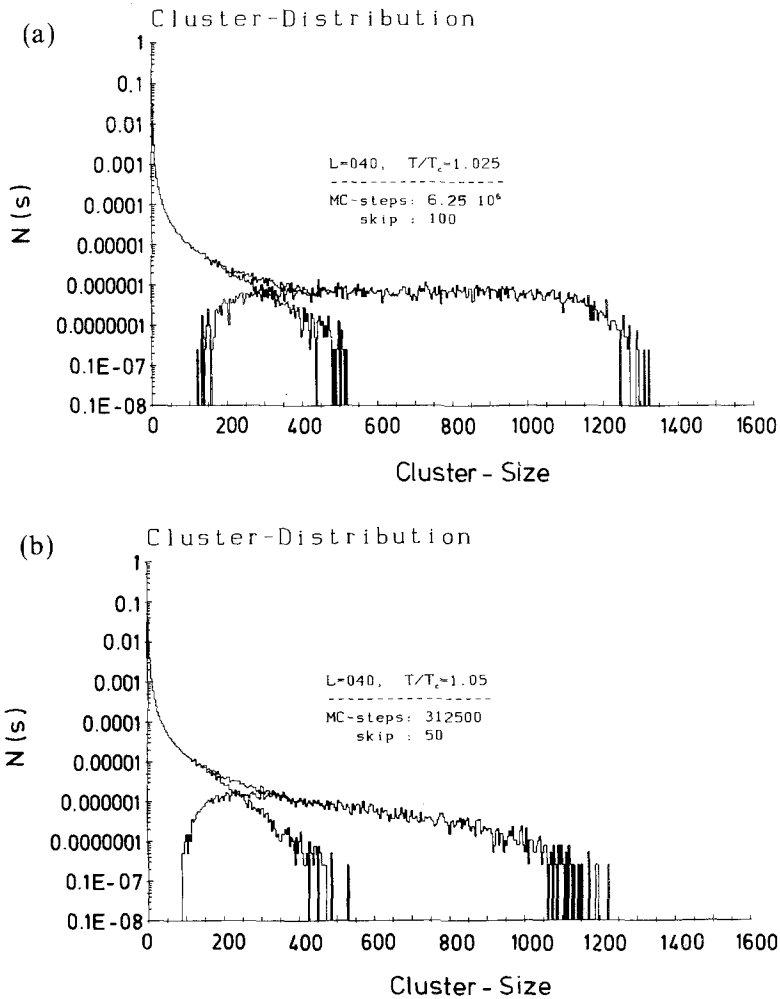 (a)
Cluster-Distribution
1
0.1
0.01
0.001
0.0001
0.00001
0.000001
0.0000001
0.1E-07
0.1E-08
N(s)
L=040, T/Tc=1.025
MC-steps: 6.25 10⁶
skip : 100
0 200 400 600 800 1000 1200 1400 1600
Cluster - Size
(b)
Cluster-Distribution
1
0.1
0.01
0.001
0.0001
0.00001
0.000001
0.0000001
0.1E-07
0.1E-08
N(s)
L=040, T/Tc=1.05
MC-steps: 312500
skip : 50
0 200 400 600 800 1000 1200 1400 1600
Cluster - Size